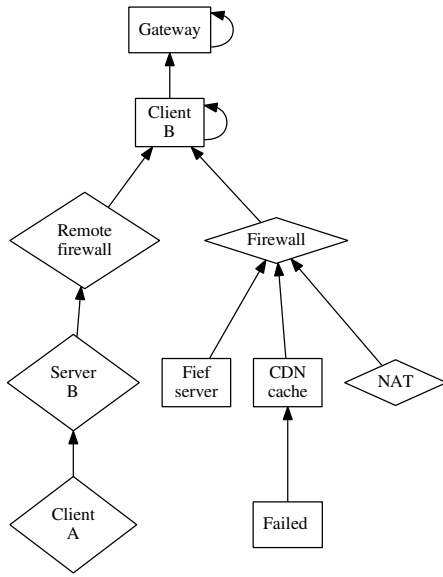 Gateway
Client
B
Remote
firewall
Firewall
Server
B
Fief
server
CDN
cache
NAT
Client
A
Failed